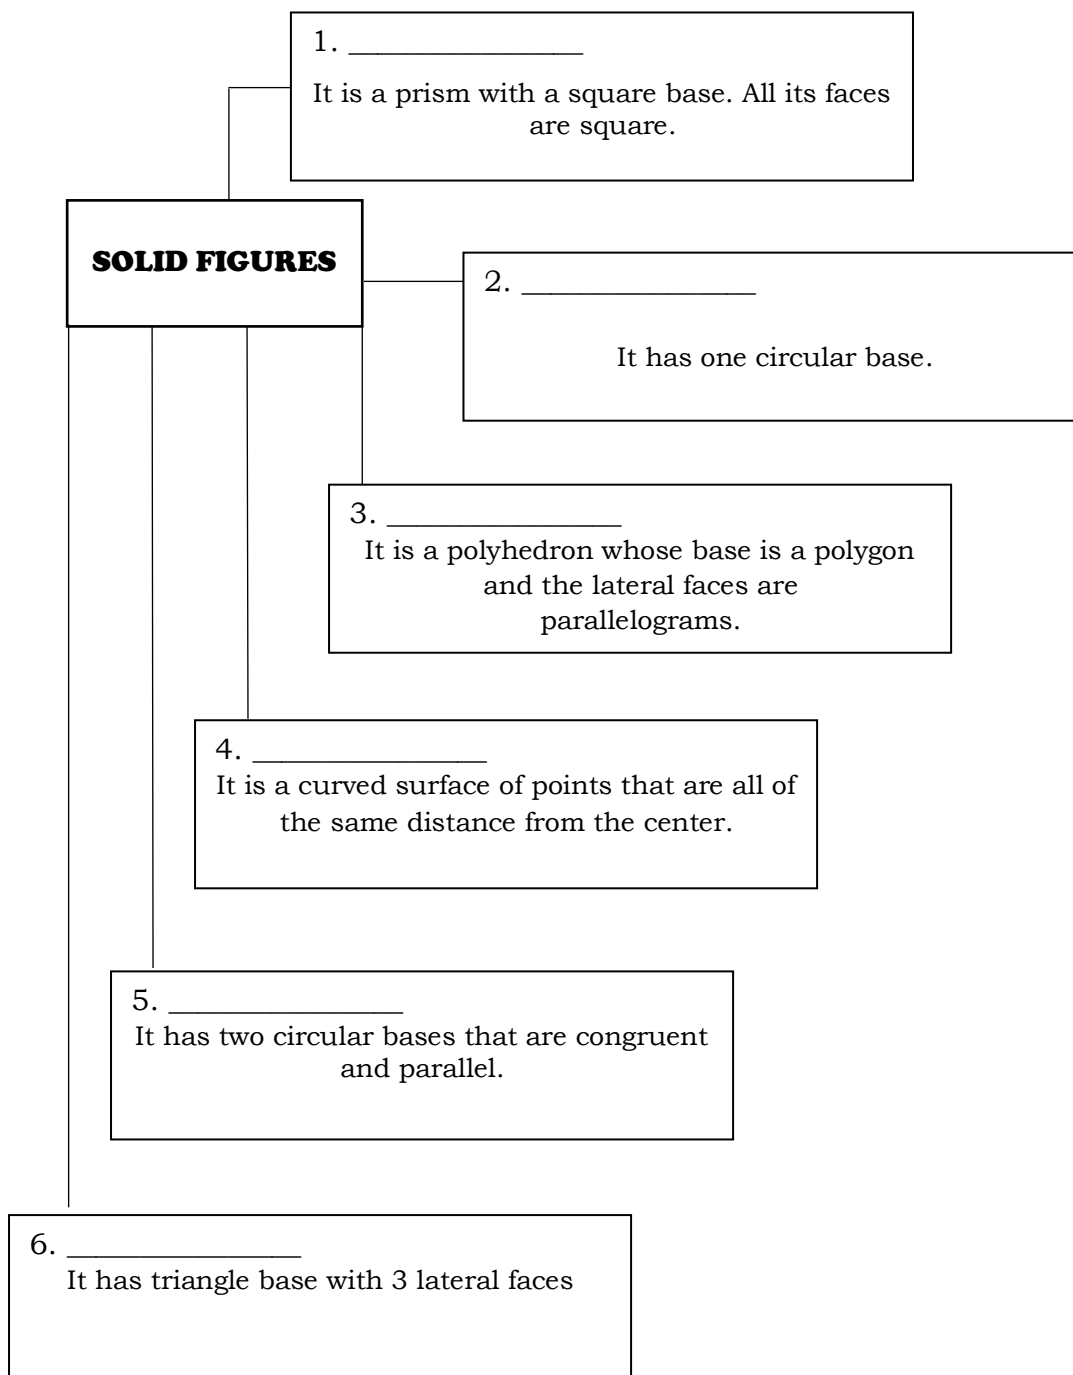 1. ________________
It is a prism with a square base. All its faces
are square.
SOLID FIGURES
2. ________________
It has one circular base.
3. ________________
It is a polyhedron whose base is a polygon
and the lateral faces are
parallelograms.
4. ________________
It is a curved surface of points that are all of
the same distance from the center.
5. ________________
It has two circular bases that are congruent
and parallel.
6. ________________
It has triangle base with 3 lateral faces